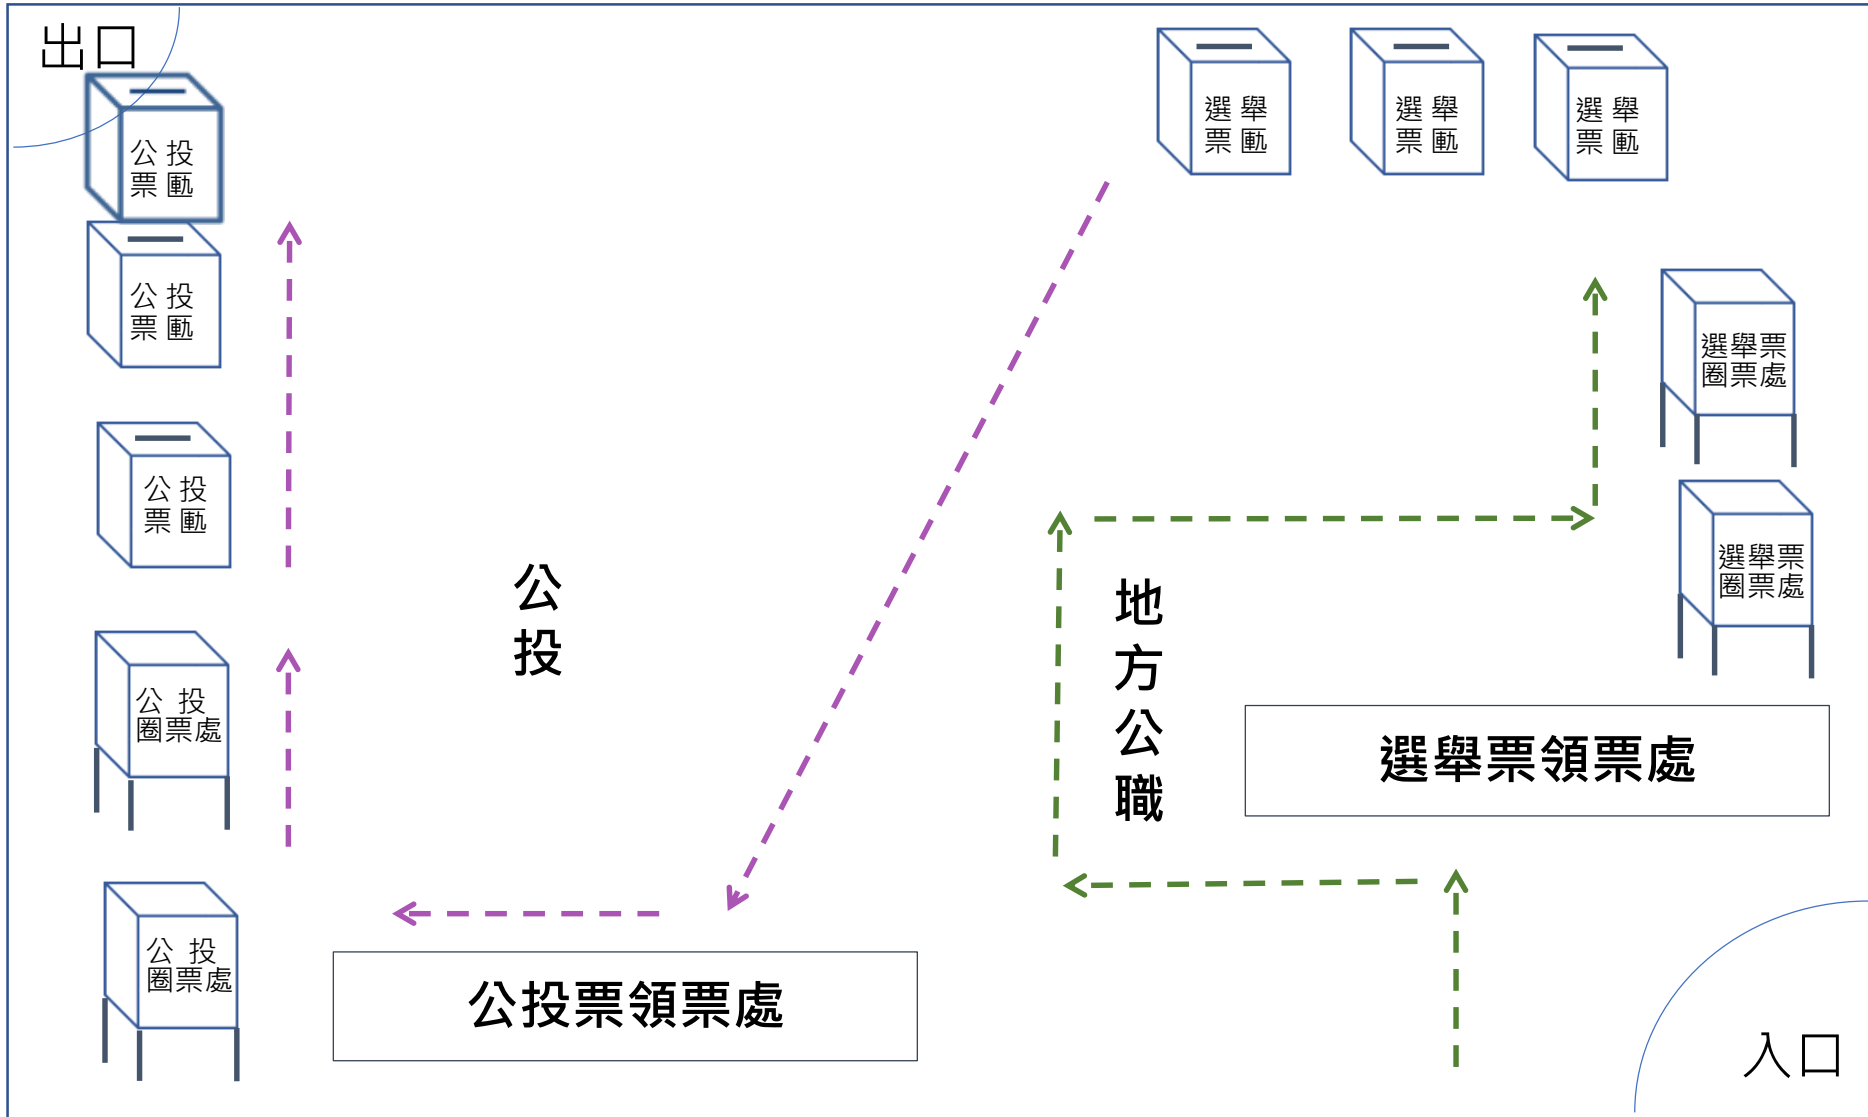 出口
公投
票匭
公投
票匭
公投
票匭
公投
圈票處
公投
圈票處
公
投
公投票領票處
選舉
票匭
選舉
票匭
選舉
票匭
選舉票
圈票處
選舉票
圈票處
地
方
公
職
選舉票領票處
入口